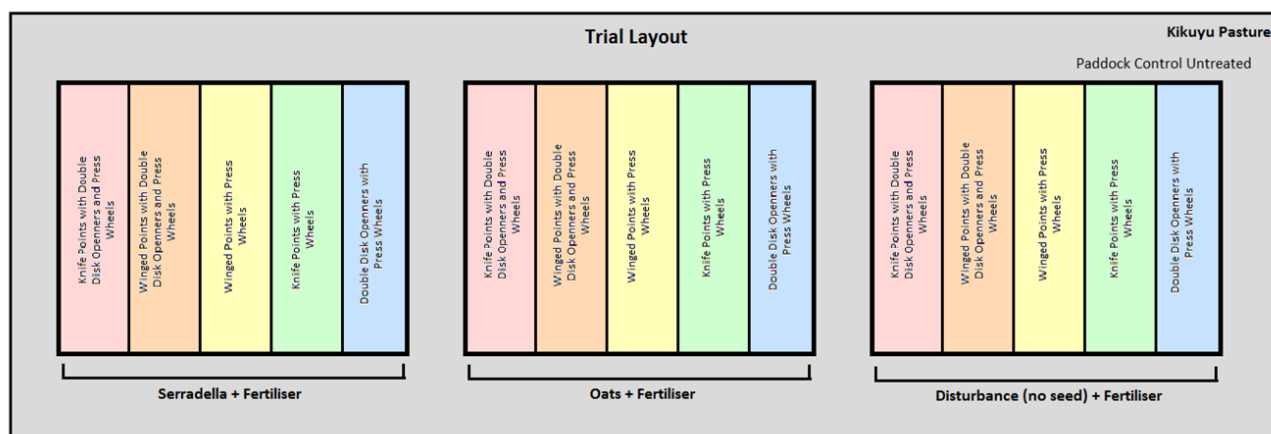 Trial Layout
Kikuyu Pasture
Paddock Control Untreated
Knife Points with Double
Disk Openners and Press
Wheels
Winged Points with Double
Disk Openners and Press
Wheels
Winged Points with Press
Wheels
Knife Points with Press
Wheels
Double Disk Openners with
Press Wheels
Serradella + Fertiliser
Knife Points with Double
Disk Openners and Press
Wheels
Winged Points with Double
Disk Openners and Press
Wheels
Winged Points with Press
Wheels
Knife Points with Press
Wheels
Double Disk Openners with
Press Wheels
Oats + Fertiliser
Knife Points with Double
Disk Openners and Press
Wheels
Winged Points with Double
Disk Openners and Press
Wheels
Winged Points with Press
Wheels
Knife Points with Press
Wheels
Double Disk Openners with
Press Wheels
Disturbance (no seed) + Fertiliser